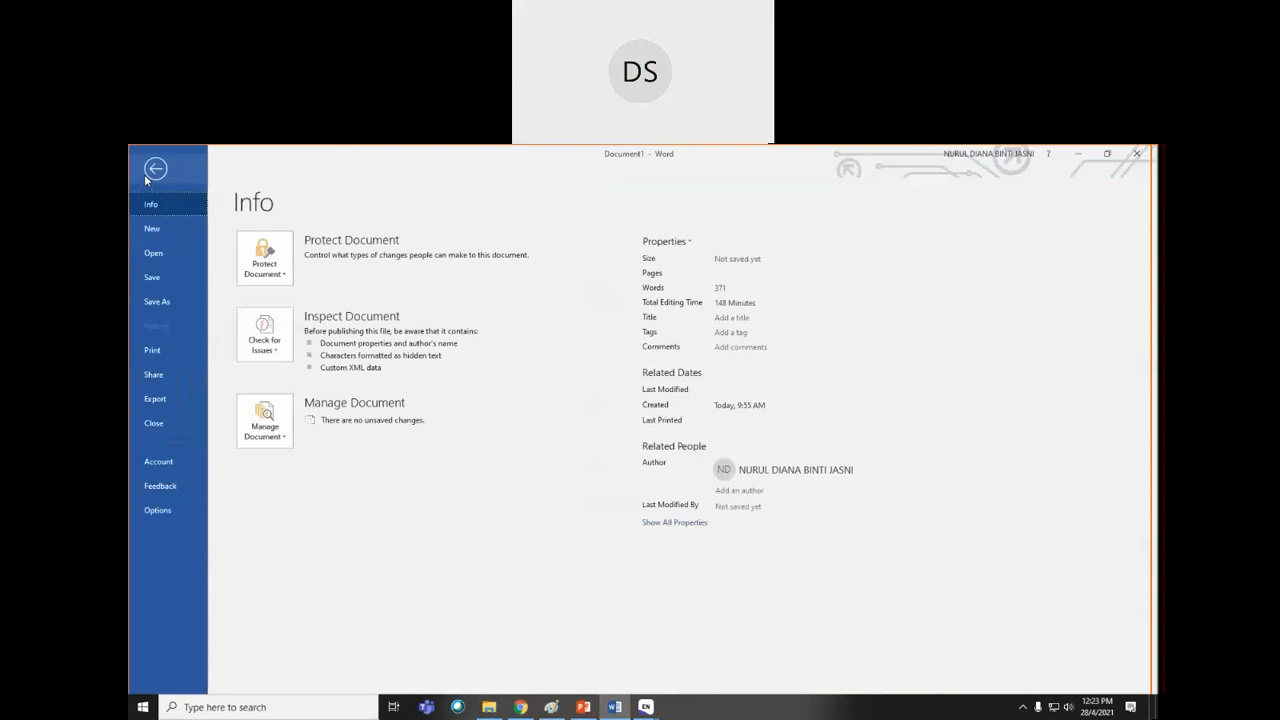 DS
Document1 - Word
NURUL DIANA BINTI JASNI
?
Info
New
Open
Save
Save As
Print
Share
Export
Close
Account
Feedback
Options
Info
Protect Document
Protect Document
Control what types of changes people can make to this document.
Check for Issues
Inspect Document
Before publishing this file, be aware that it contains:
Document properties and author's name
Characters formatted as hidden text
Custom XML data
Manage Document
Manage Document
There are no unsaved changes.
Properties
Size Not saved yet
Pages
Words 371
Total Editing Time 148 Minutes
Title Add a title
Tags Add a tag
Comments Add comments
Related Dates
Last Modified
Created Today, 9:55 AM
Last Printed
Related People
Author ND NURUL DIANA BINTI JASNI
Add an author
Last Modified By Not saved yet
Show All Properties
Type here to search
EN
12:23 PM
28/4/2021